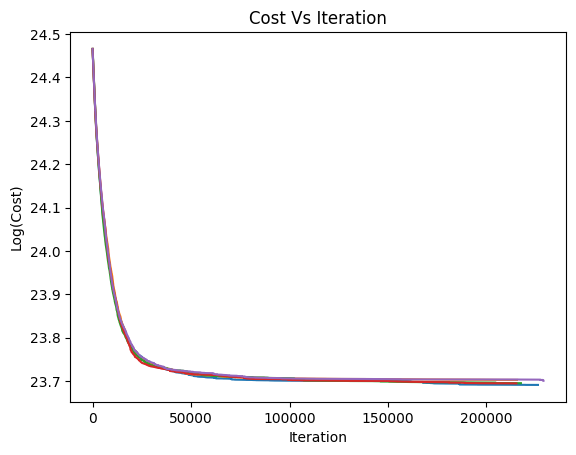 Cost Vs Iteration
24.5
24.4
24.3
24.2
24.1
24.0
23.9
23.8
23.7
Log(Cost)
0 50000 100000 150000 200000
Iteration